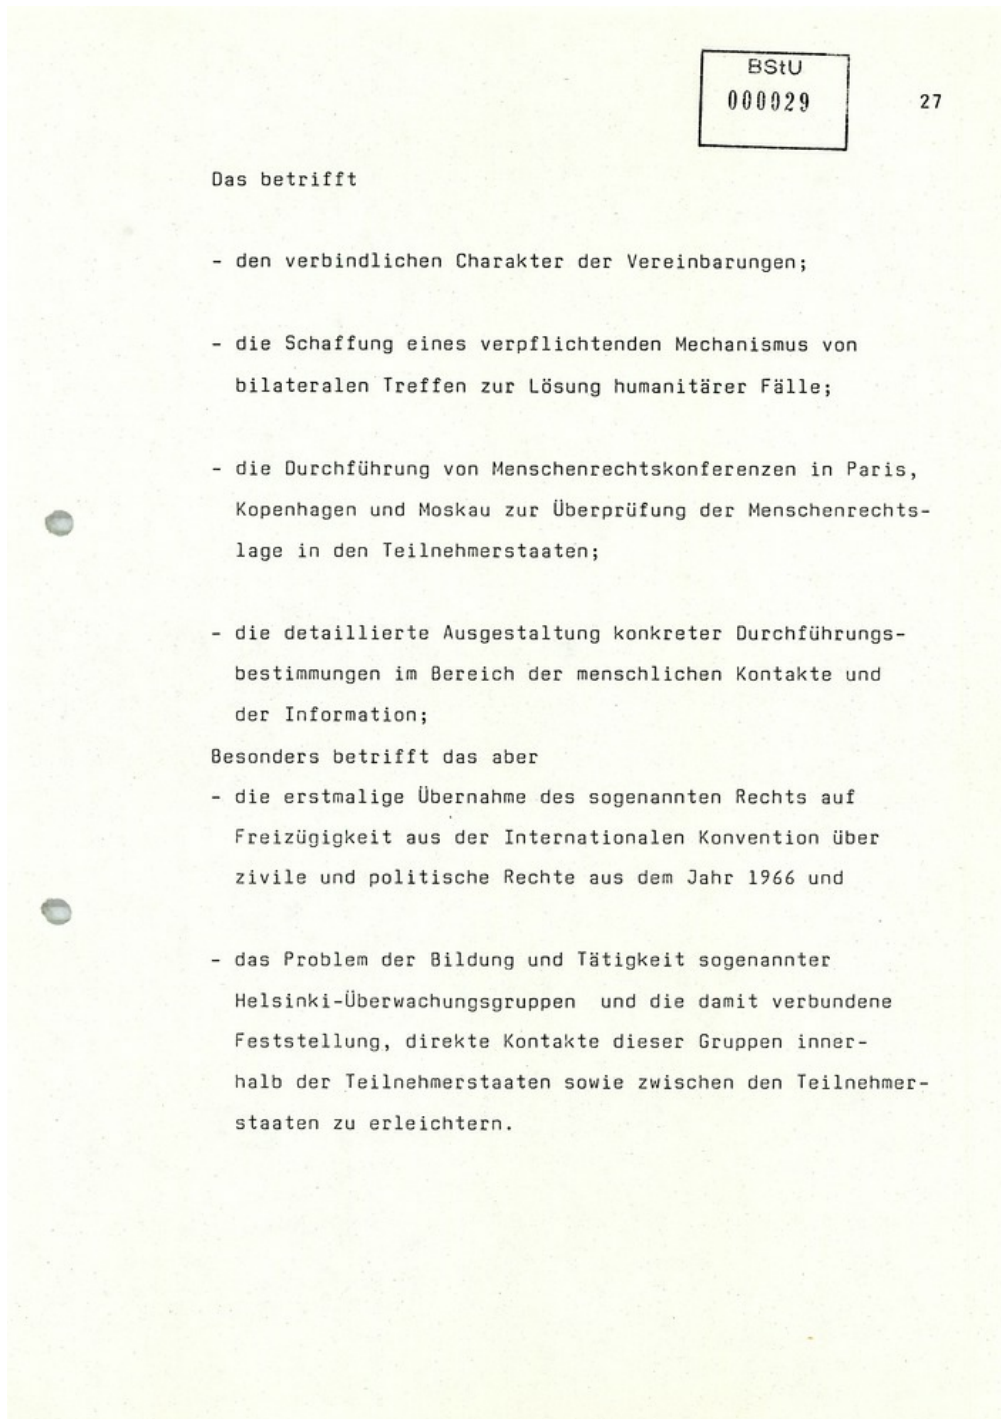 BStU
000029
27
Das betrifft
- den verbindlichen Charakter der Vereinbarungen;
- die Schaffung eines verpflichtenden Mechanismus von
bilateralen Treffen zur Lösung humanitärer Fälle;
- die Durchführung von Menschenrechtskonferenzen in Paris,
Kopenhagen und Moskau zur Überprüfung der Menschenrechts-
lage in den Teilnehmerstaaten;
- die detaillierte Ausgestaltung konkreter Durchführungs-
bestimmungen im Bereich der menschlichen Kontakte und
der Information;
Besonders betrifft das aber
- die erstmalige Übernahme des sogenannten Rechts auf
Freizügigkeit aus der Internationalen Konvention über
zivile und politische Rechte aus dem Jahr 1966 und
- das Problem der Bildung und Tätigkeit sogenannter
Helsinki-Überwachungsgruppen  und die damit verbundene
Feststellung, direkte Kontakte dieser Gruppen inner-
halb der Teilnehmerstaaten sowie zwischen den Teilnehmer-
staaten zu erleichtern.